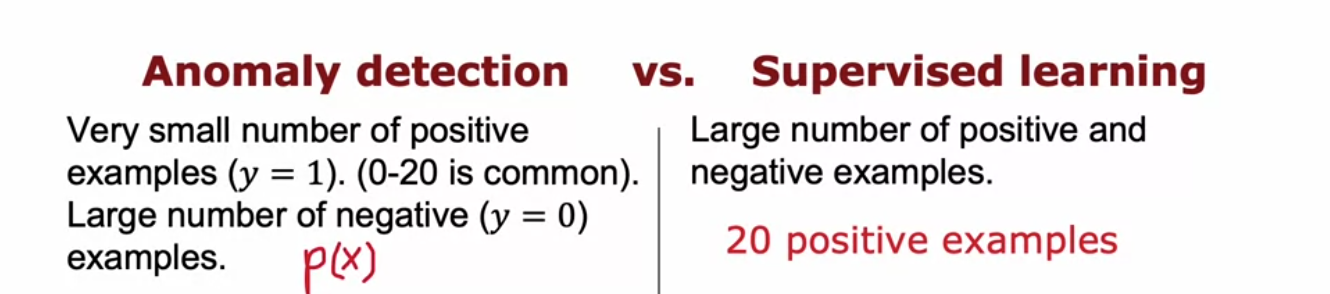 Anomaly detection vs. Supervised learning
Very small number of positive
examples (y = 1). (0-20 is common).
Large number of negative (y = 0)
examples. p(x)
Large number of positive and
negative examples.
20 positive examples